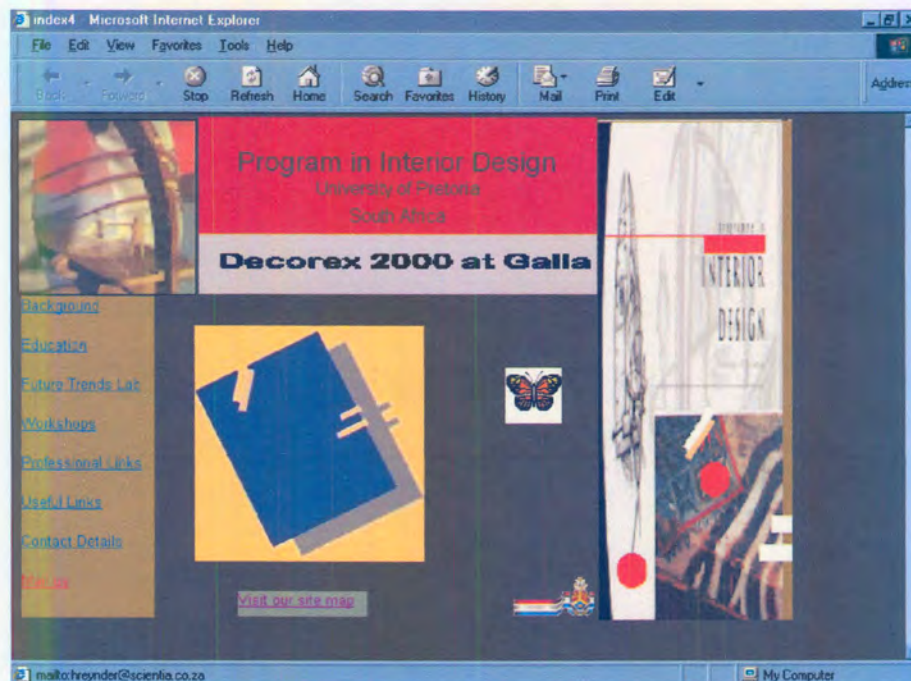 index4 - Microsoft Internet Explorer
File Edit View Favorites Tools Help
Back Forward Stop Refresh Home Search Favorites History Mail Print Edit Address
Program in Interior Design
University of Pretoria
South Africa
Decorex 2000 at Galla
INTERIOR
DESIGN
Background
Education
Future Trends Lab
Workshops
Professional Links
Useful Links
Contact Details
Visit our site map
mailto:hreynder@scientia.co.za
My Computer